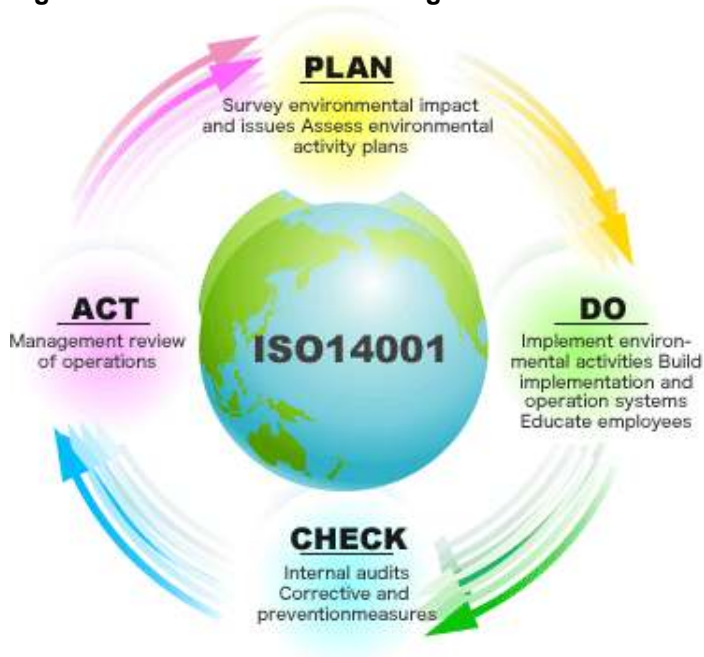 PLAN
Survey environmental impact
and issues Assess environmental
activity plans
ACT
Management review
of operations
ISO14001
DO
Implement environ-
mental activities Build
implementation and
operation systems
Educate employees
CHECK
Internal audits
Corrective and
preventionmeasures